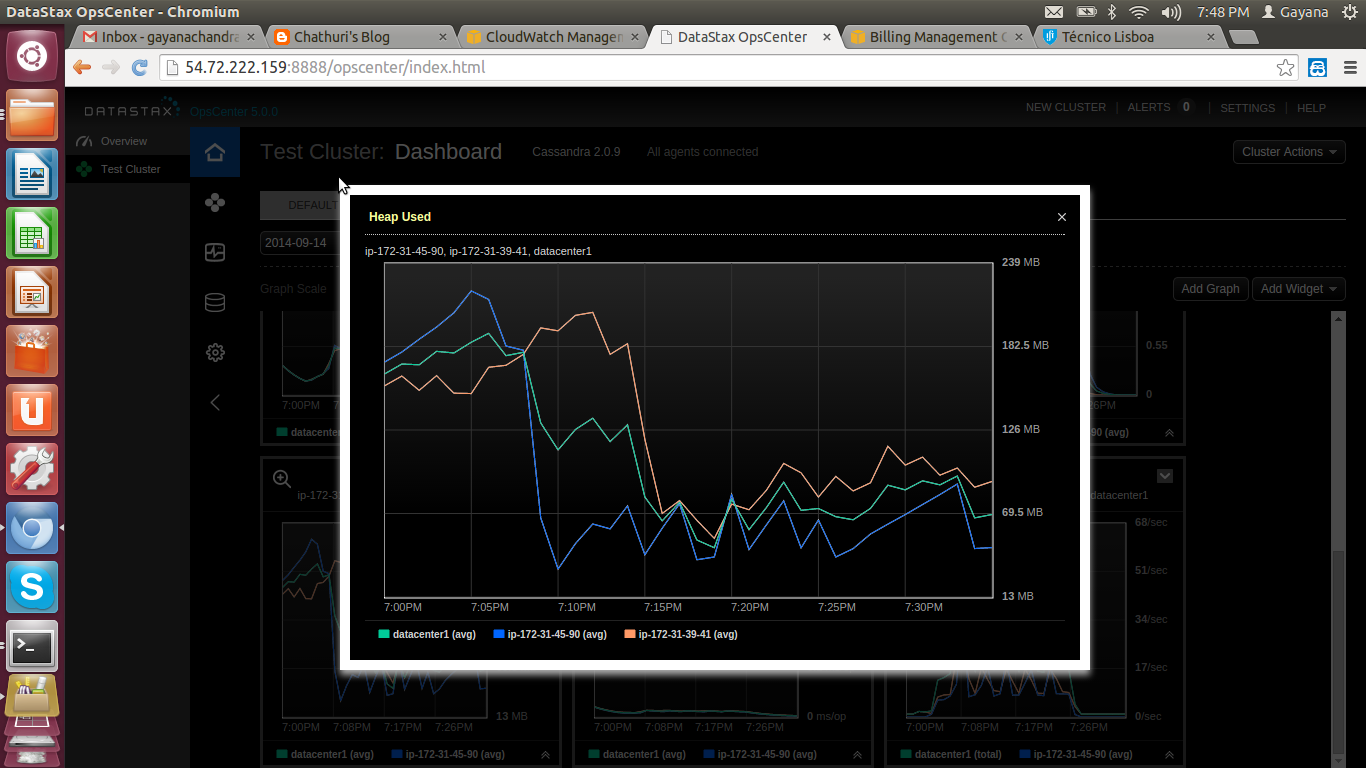 DataStax OpsCenter - Chromium
7:48 PM
Gayana
Inbox - gayanachandra
Chathuri's Blog
CloudWatch Managem
DataStax OpsCenter
Billing Management C
Técnico Lisboa
54.72.222.159:8888/opscenter/index.html
DATASTAX
OpsCenter 5.0.0
NEW CLUSTER
ALERTS 0
SETTINGS
HELP
Overview
Test Cluster
Test Cluster: Dashboard
Cassandra 2.0.9
All agents connected
Cluster Actions
DEFAULT
2014-09-14
Graph Scale
Add Graph
Add Widget
Heap Used
ip-172-31-45-90, ip-172-31-39-41, datacenter1
239 MB
182.5 MB
126 MB
69.5 MB
13 MB
7:00PM 7:05PM 7:10PM 7:15PM 7:20PM 7:25PM 7:30PM
datacenter1 (avg) ip-172-31-45-90 (avg) ip-172-31-39-41 (avg)
0.55
0
7:00PM
26PM
datacenter
90 (avg)
ip-172-3
datacenter1
68/sec
51/sec
34/sec
17/sec
0/sec
13 MB
0 ms/op
7:00PM 7:08PM 7:17PM 7:26PM
7:00PM 7:08PM 7:17PM 7:26PM
7:00PM 7:08PM 7:17PM 7:26PM
datacenter1 (avg) ip-172-31-45-90 (avg)
datacenter1 (avg) ip-172-31-45-90 (avg)
datacenter1 (total) ip-172-31-45-90 (avg)